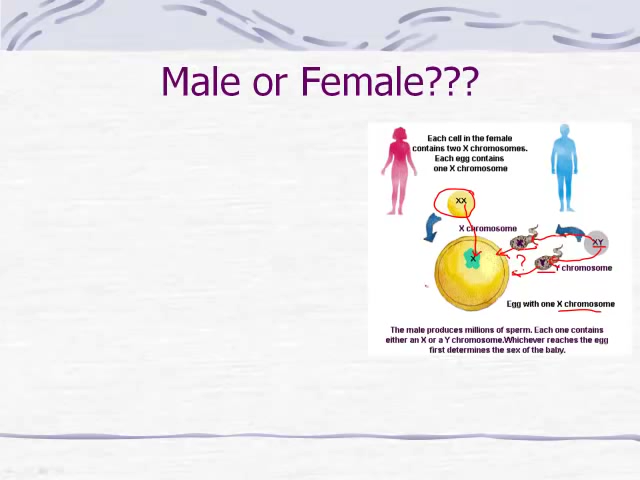 Male or Female???
Each cell in the female
contains two X chromosomes.
Each egg contains
one X chromosome
XX
X chromosome
X
XY
?
X
Y
Y chromosome
Egg with one X chromosome
The male produces millions of sperm. Each one contains
either an X or a Y chromosome.Whichever reaches the egg
first determines the sex of the baby.